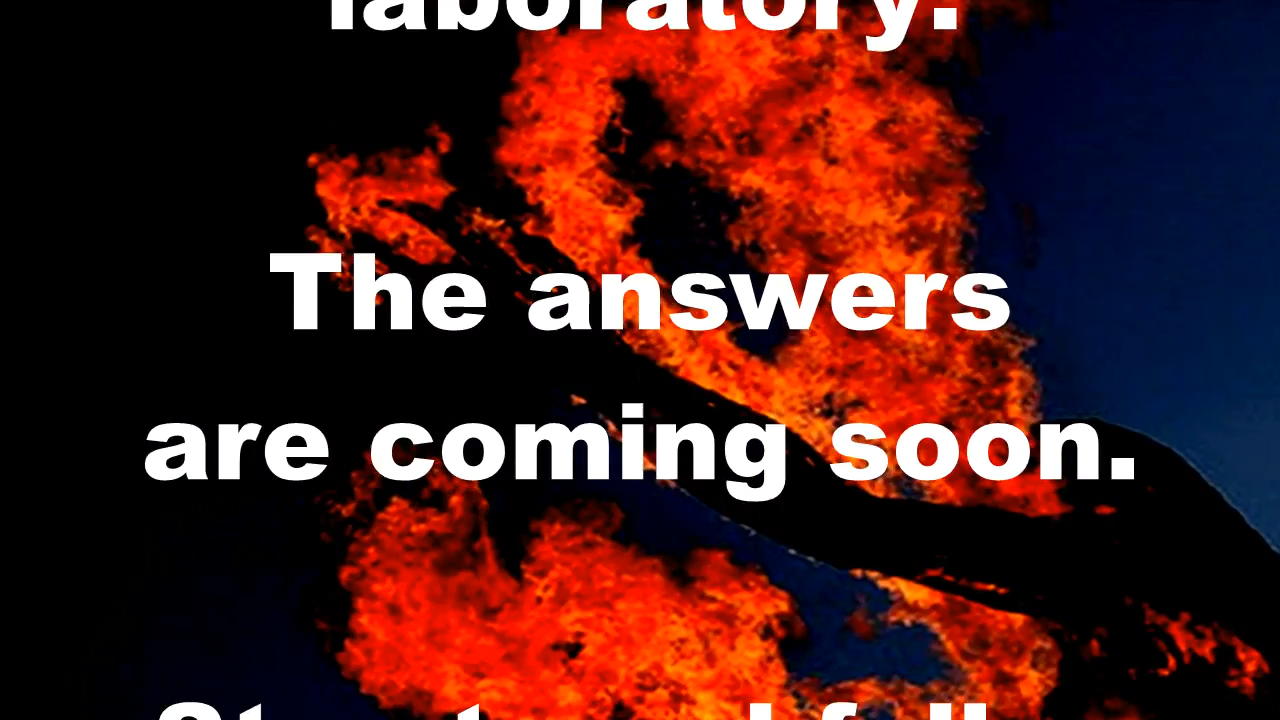 laboratory.
The answers
are coming soon.